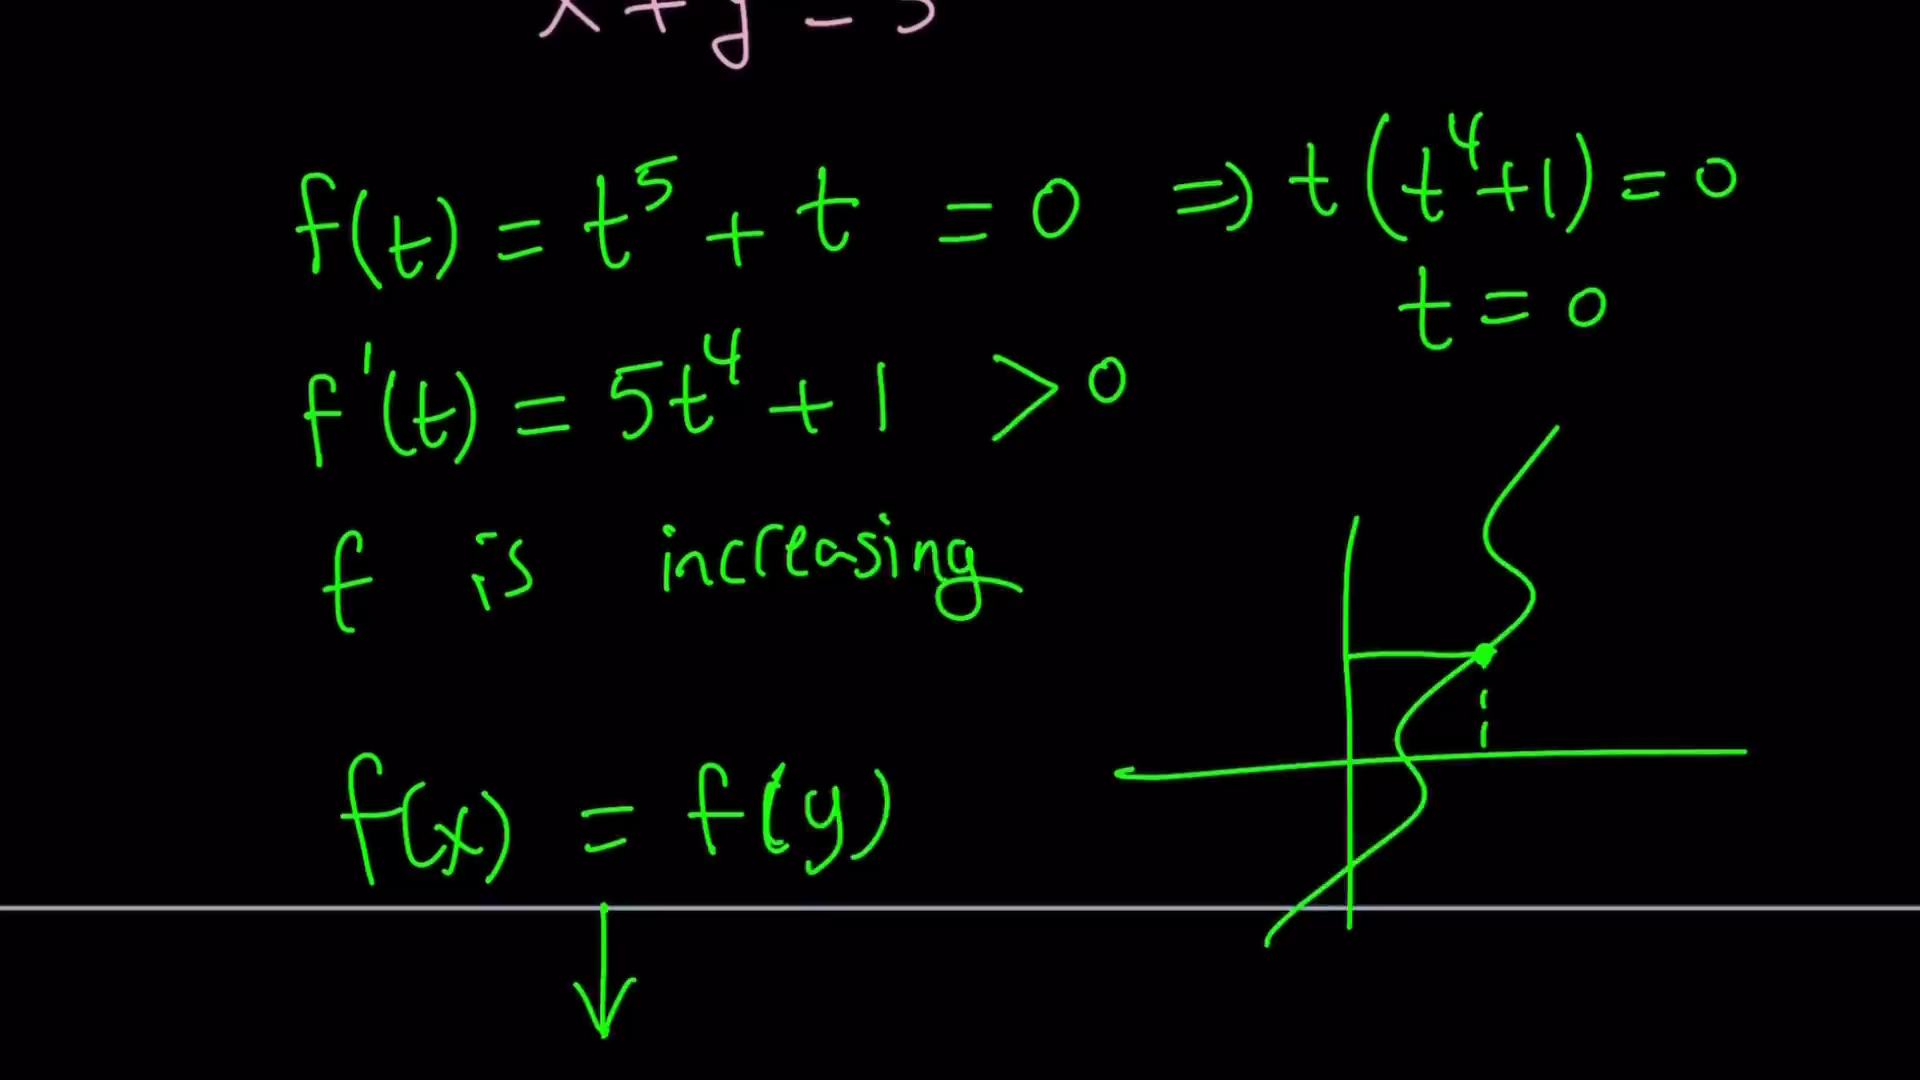 f(t) = t⁵ + t = 0 ⇒ t(t⁴+1) = 0
t = 0
f'(t) = 5t⁴ + 1 > 0
f is increasing
f(x) = f(y)